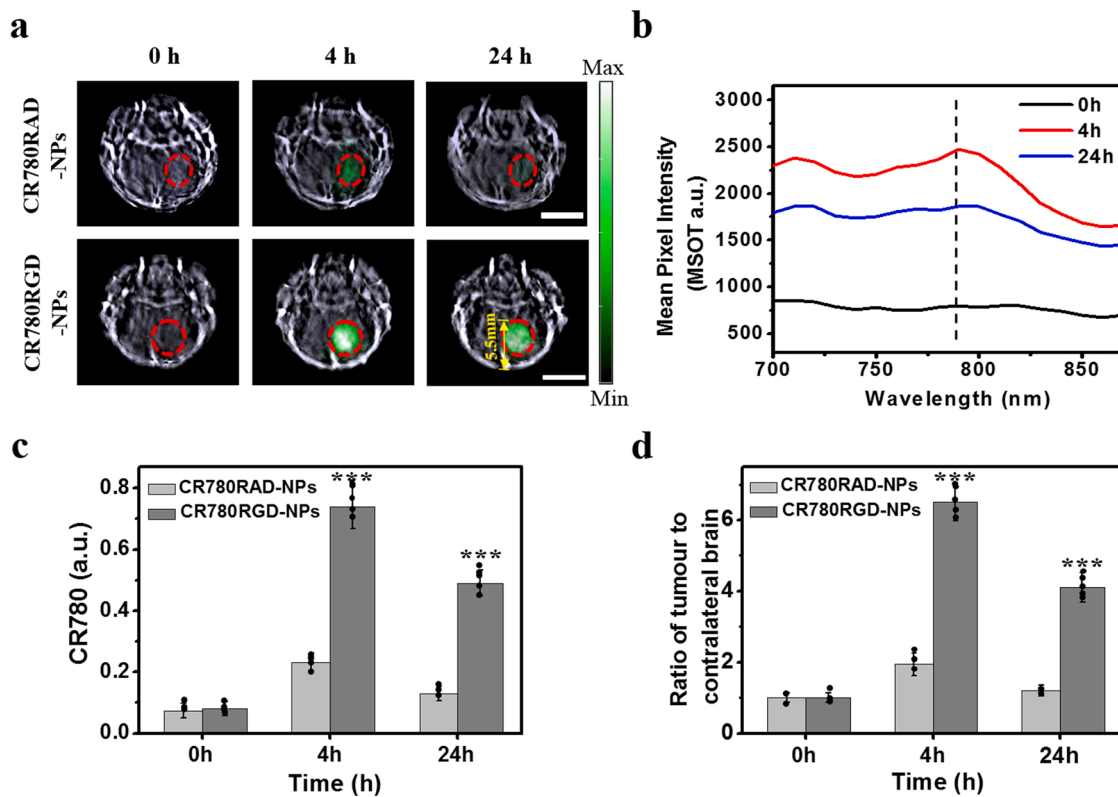 a
0 h
4 h
24 h
Max
CR780RAD
-NPs
CR780RGD
-NPs
5.5mm
Min
b
3000
2500
2000
1500
1000
500
Mean Pixel Intensity
(MSOT a.u.)
0h
4h
24h
700
750
800
850
Wavelength (nm)
c
CR780RAD-NPs
CR780RGD-NPs
***
***
0.8
0.6
0.4
0.2
0.0
CR780 (a.u.)
0h
4h
24h
Time (h)
d
CR780RAD-NPs
CR780RGD-NPs
***
***
6
4
2
0
Ratio of tumour to
contralateral brain
0h
4h
24h
Time (h)